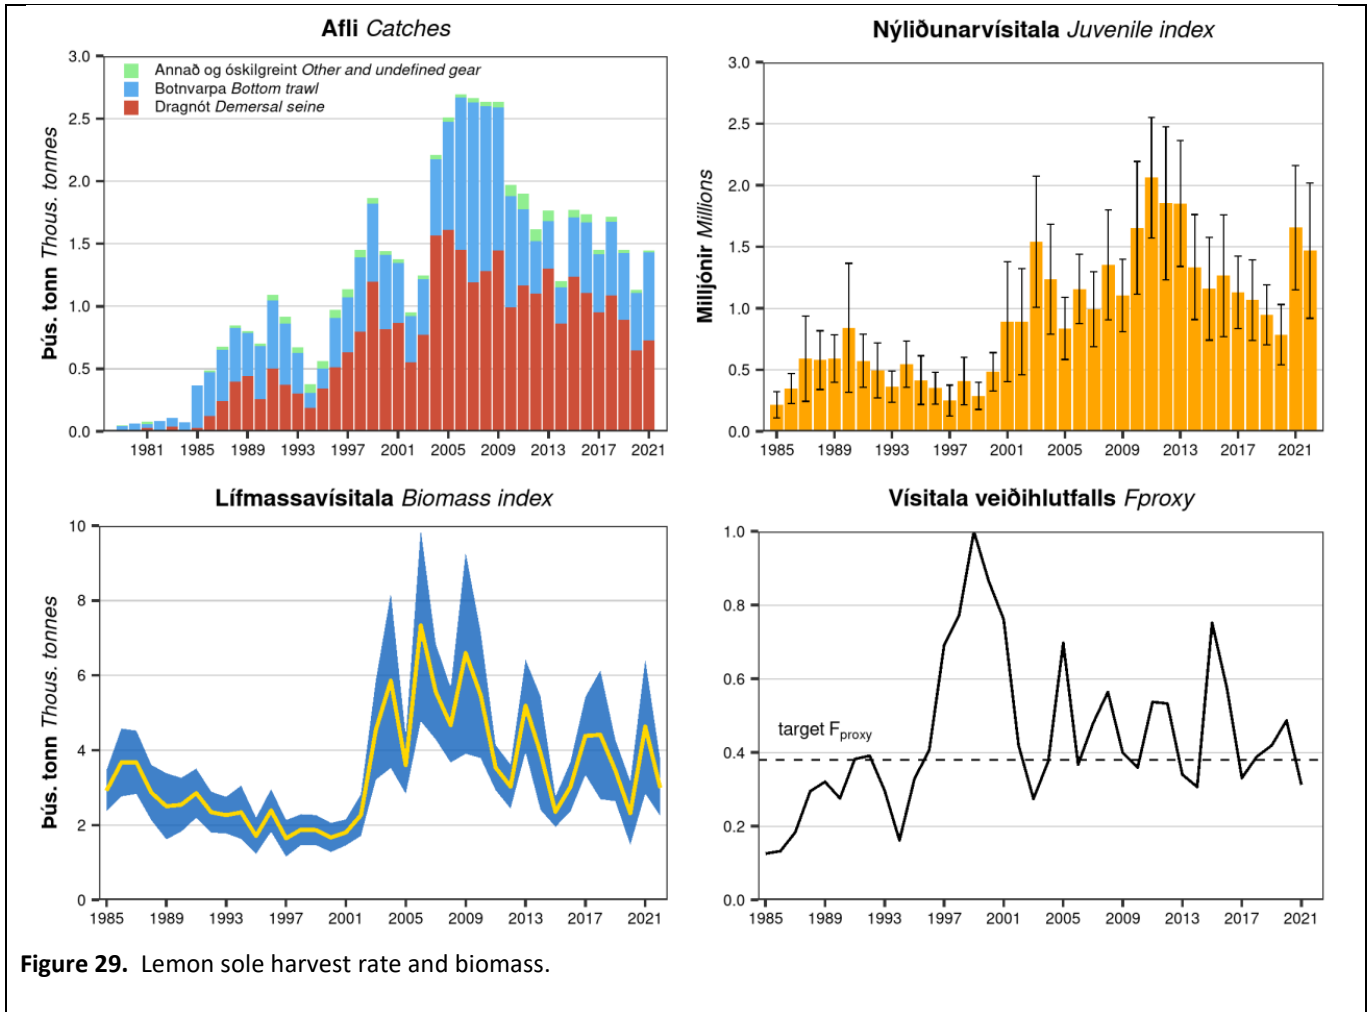 Afli Catches
Þús. tonn Thous. tonnes
3.0
2.5
2.0
1.5
1.0
0.5
0.0
Annað og óskilgreint Other and undefined gear
Botnvarpa Bottom trawl
Dragnót Demersal seine
1981 1985 1989 1993 1997 2001 2005 2009 2013 2017 2021
Nýliðunarvísitala Juvenile index
Milljónir Millions
3.0
2.5
2.0
1.5
1.0
0.5
0.0
1985 1989 1993 1997 2001 2005 2009 2013 2017 2021
Lífmassavísitala Biomass index
Þús. tonn Thous. tonnes
10
8
6
4
2
0
1985 1989 1993 1997 2001 2005 2009 2013 2017 2021
Vísitala veiðihlutfalls Fproxy
1.0
0.8
0.6
0.4
0.2
0.0
target Fproxy
1985 1989 1993 1997 2001 2005 2009 2013 2017 2021
Figure 29. Lemon sole harvest rate and biomass.